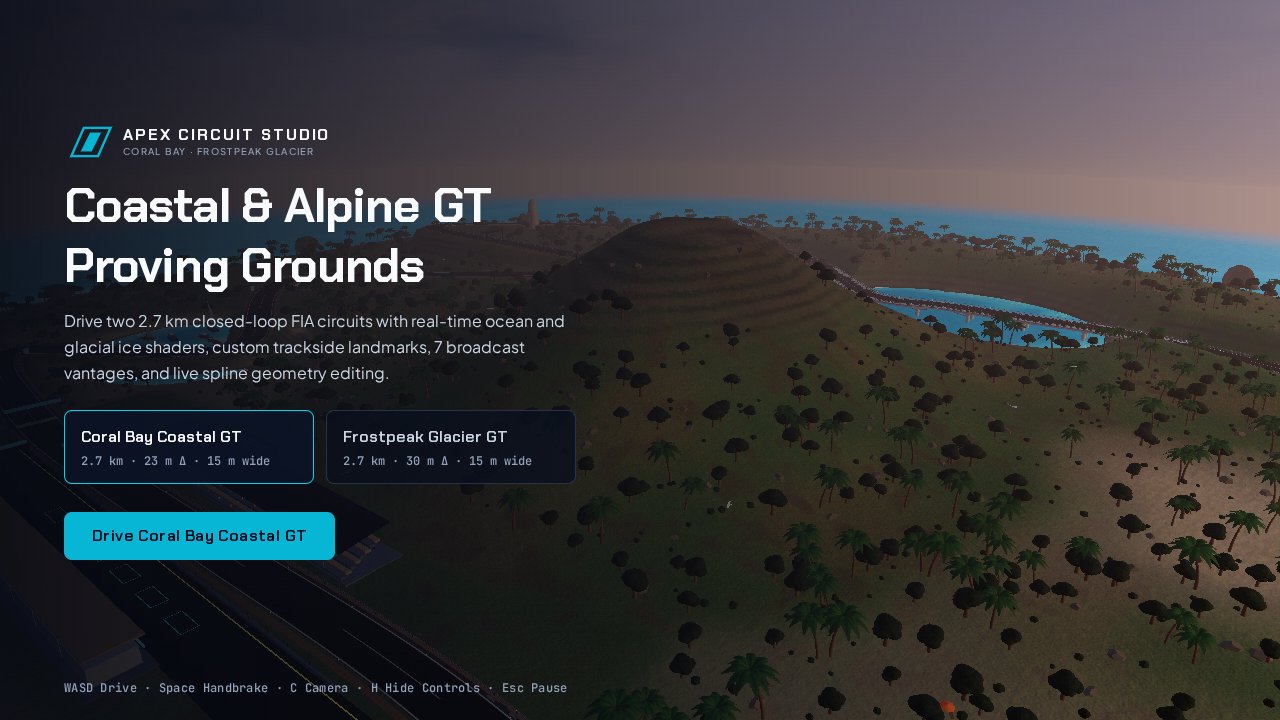 APEX CIRCUIT STUDIO
CORAL BAY · FROSTPEAK GLACIER
Coastal & Alpine GT
Proving Grounds
Drive two 2.7 km closed-loop FIA circuits with real-time ocean and
glacial ice shaders, custom trackside landmarks, 7 broadcast
vantages, and live spline geometry editing.
Coral Bay Coastal GT
2.7 km · 23 m Δ · 15 m wide
Frostpeak Glacier GT
2.7 km · 30 m Δ · 15 m wide
Drive Coral Bay Coastal GT
WASD Drive · Space Handbrake · C Camera · H Hide Controls · Esc Pause